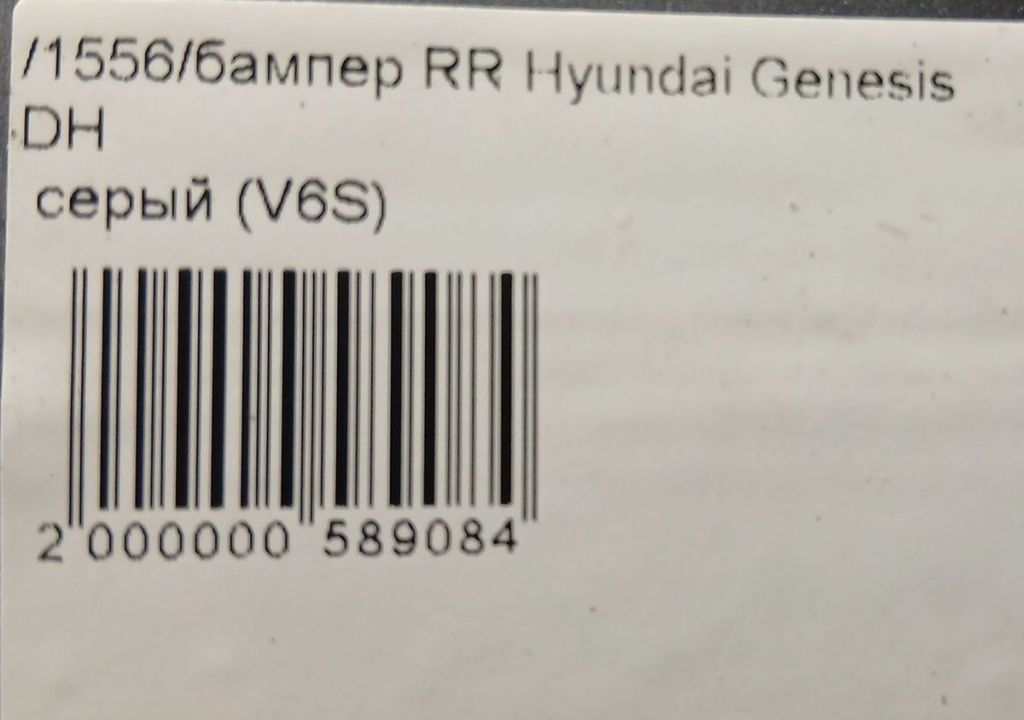 /1556/бампер RR Hyundai Genesis
DH
серый (V6S)
2 000000 589084